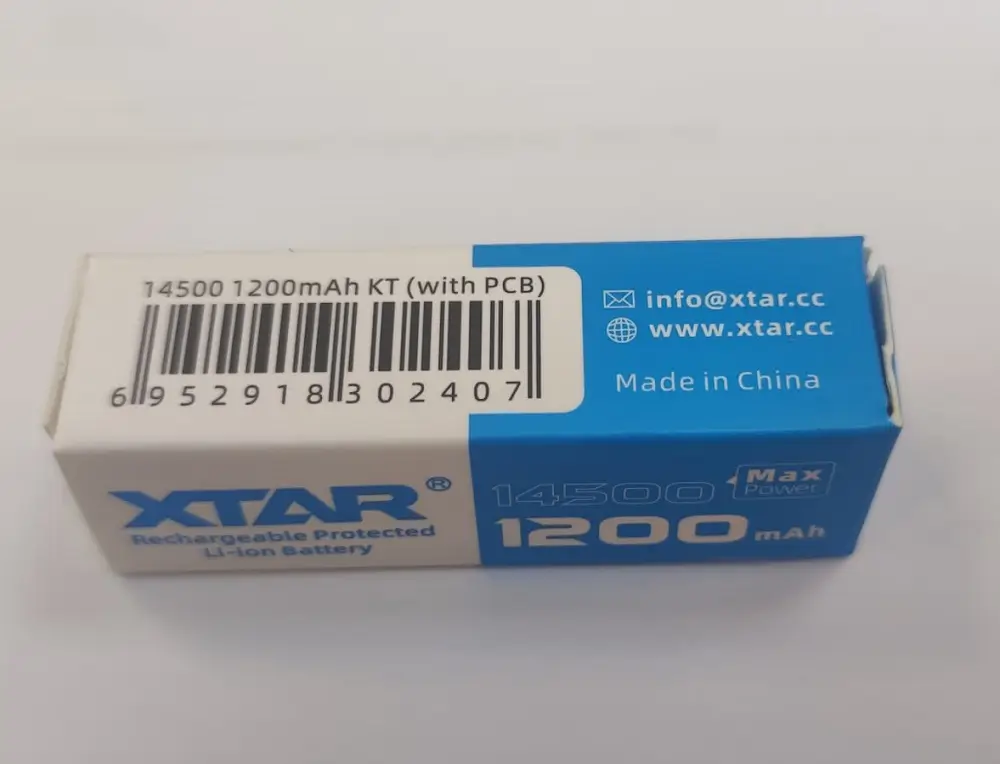 14500 1200mAh KT (with PCB)
6 952918 302407
info@xtar.cc
www.xtar.cc
Made in China
XTAR®
Rechargeable Protected
Li-ion Battery
14500
Max
Power
1200mAh